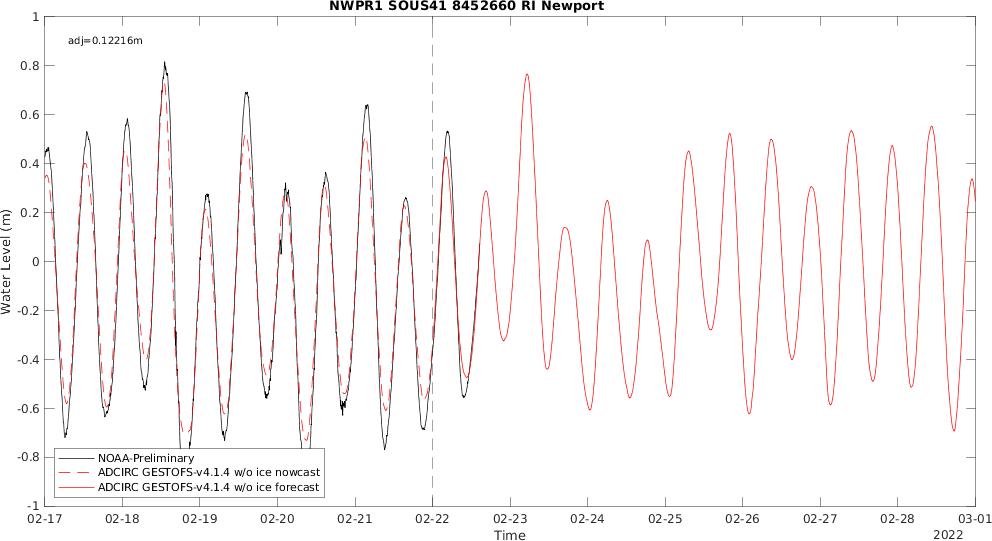 NWPR1 SOUS41 8452660 RI Newport
adj=0.12216m
1
0.8
0.6
0.4
0.2
0
-0.2
-0.4
-0.6
-0.8
-1
Water Level (m)
NOAA-Preliminary
ADCIRC GESTOFS-v4.1.4 w/o ice nowcast
ADCIRC GESTOFS-v4.1.4 w/o ice forecast
02-17 02-18 02-19 02-20 02-21 02-22 02-23 02-24 02-25 02-26 02-27 02-28 03-01
Time
2022